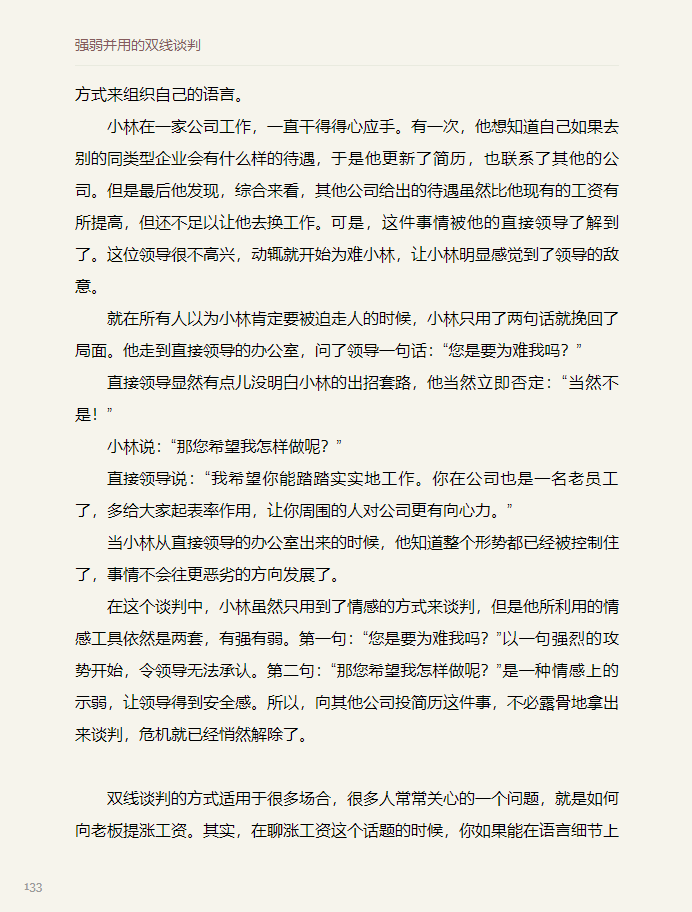 强弱并用的双线谈判
方式来组织自己的语言。
小林在一家公司工作，一直干得得心应手。有一次，他想知道自己如果去
别的同类型企业会有什么样的待遇，于是他更新了简历，也联系了其他的公
司。但是最后他发现，综合来看，其他公司给出的待遇虽然比他现有的工资有
所提高，但还不足以让他去换工作。可是，这件事情被他的直接领导了解到
了。这位领导很不高兴，动辄就开始为难小林，让小林明显感觉到了领导的敌
意。
就在所有人以为小林肯定要被迫走人的时候，小林只用了两句话就挽回了
局面。他走到直接领导的办公室，问了领导一句话：“您是要为难我吗？”
直接领导显然有点儿没明白小林的出招套路，他当然立即否定：“当然不
是！”
小林说：“那您希望我怎样做呢？”
直接领导说：“我希望你能踏踏实实地工作。你在公司也是一名老员工
了，多给大家起表率作用，让你周围的人对公司更有向心力。”
当小林从直接领导的办公室出来的时候，他知道整个形势都已经被控制住
了，事情不会往更恶劣的方向发展了。
在这个谈判中，小林虽然只用到了情感的方式来谈判，但是他所利用的情
感工具依然是两套，有强有弱。第一句：“您是要为难我吗？”以一句强烈的攻
势开始，令领导无法承认。第二句：“那您希望我怎样做呢？”是一种情感上的
示弱，让领导得到安全感。所以，向其他公司投简历这件事，不必露骨地拿出
来谈判，危机就已经悄然解除了。
双线谈判的方式适用于很多场合，很多人常常关心的一个问题，就是如何
向老板提涨工资。其实，在聊涨工资这个话题的时候，你如果能在语言细节上
133